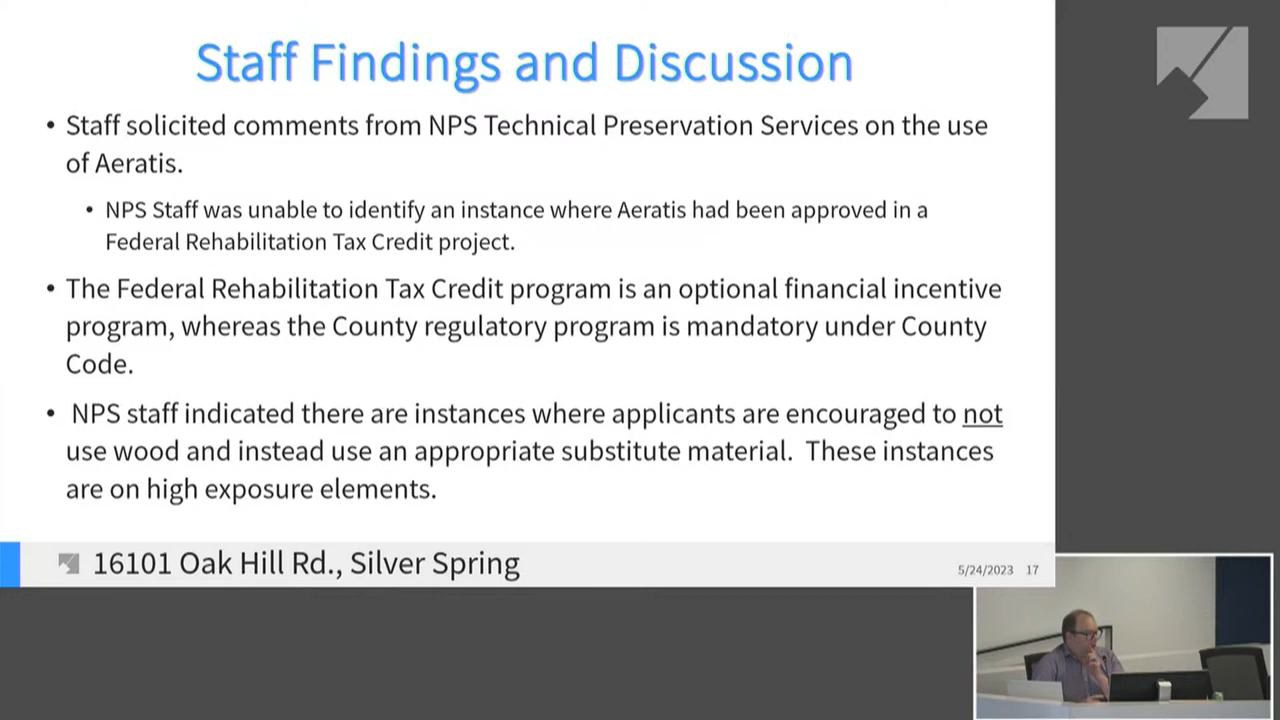 Staff Findings and Discussion
• Staff solicited comments from NPS Technical Preservation Services on the use
of Aeratis.
• NPS Staff was unable to identify an instance where Aeratis had been approved in a
Federal Rehabilitation Tax Credit project.
• The Federal Rehabilitation Tax Credit program is an optional financial incentive
program, whereas the County regulatory program is mandatory under County
Code.
• NPS staff indicated there are instances where applicants are encouraged to not
use wood and instead use an appropriate substitute material. These instances
are on high exposure elements.
16101 Oak Hill Rd., Silver Spring
5/24/2023 17